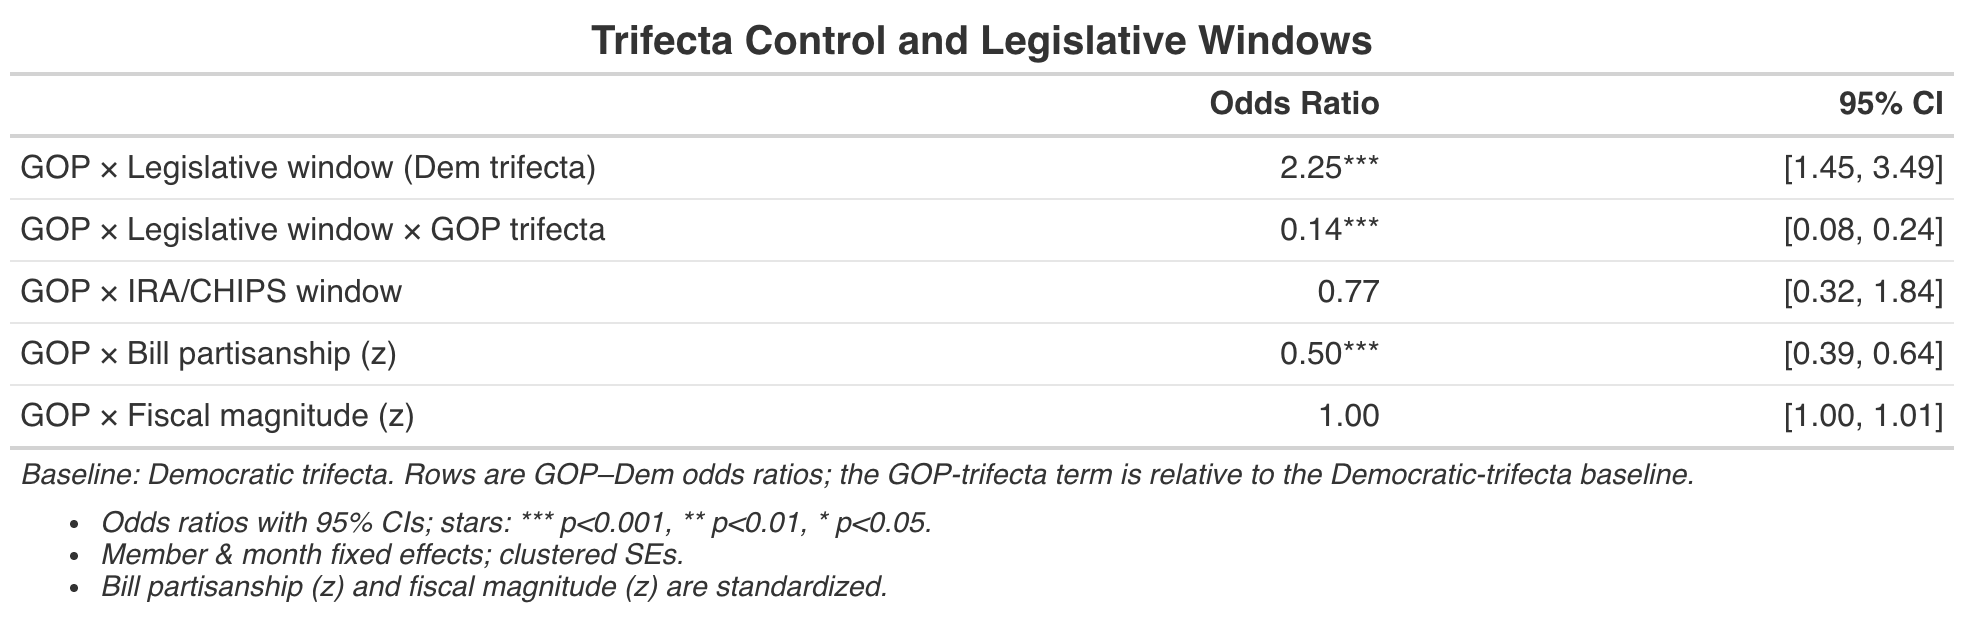 Trifecta Control and Legislative Windows
Odds Ratio 95% CI
GOP × Legislative window (Dem trifecta) 2.25*** [1.45, 3.49]
GOP × Legislative window × GOP trifecta 0.14*** [0.08, 0.24]
GOP × IRA/CHIPS window 0.77 [0.32, 1.84]
GOP × Bill partisanship (z) 0.50*** [0.39, 0.64]
GOP × Fiscal magnitude (z) 1.00 [1.00, 1.01]
Baseline: Democratic trifecta. Rows are GOP–Dem odds ratios; the GOP-trifecta term is relative to the Democratic-trifecta baseline.
• Odds ratios with 95% CIs; stars: *** p<0.001, ** p<0.01, * p<0.05.
• Member & month fixed effects; clustered SEs.
• Bill partisanship (z) and fiscal magnitude (z) are standardized.